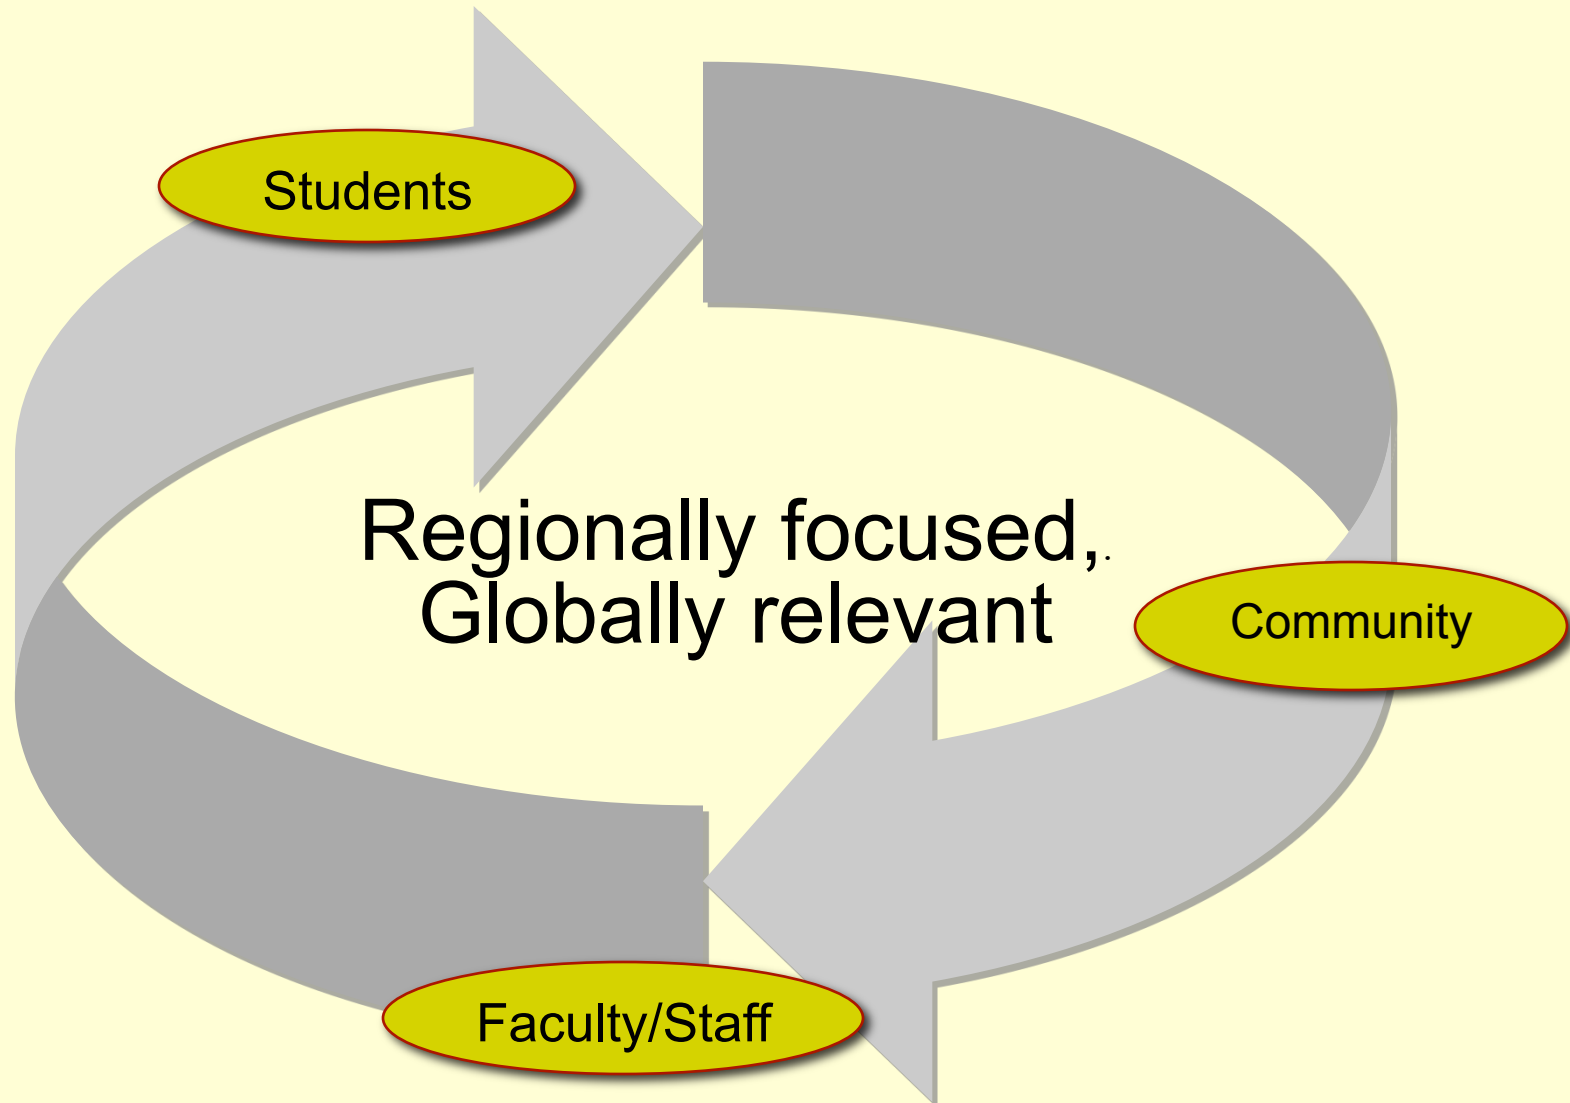 Students
Regionally focused,.
Globally relevant
Community
Faculty/Staff